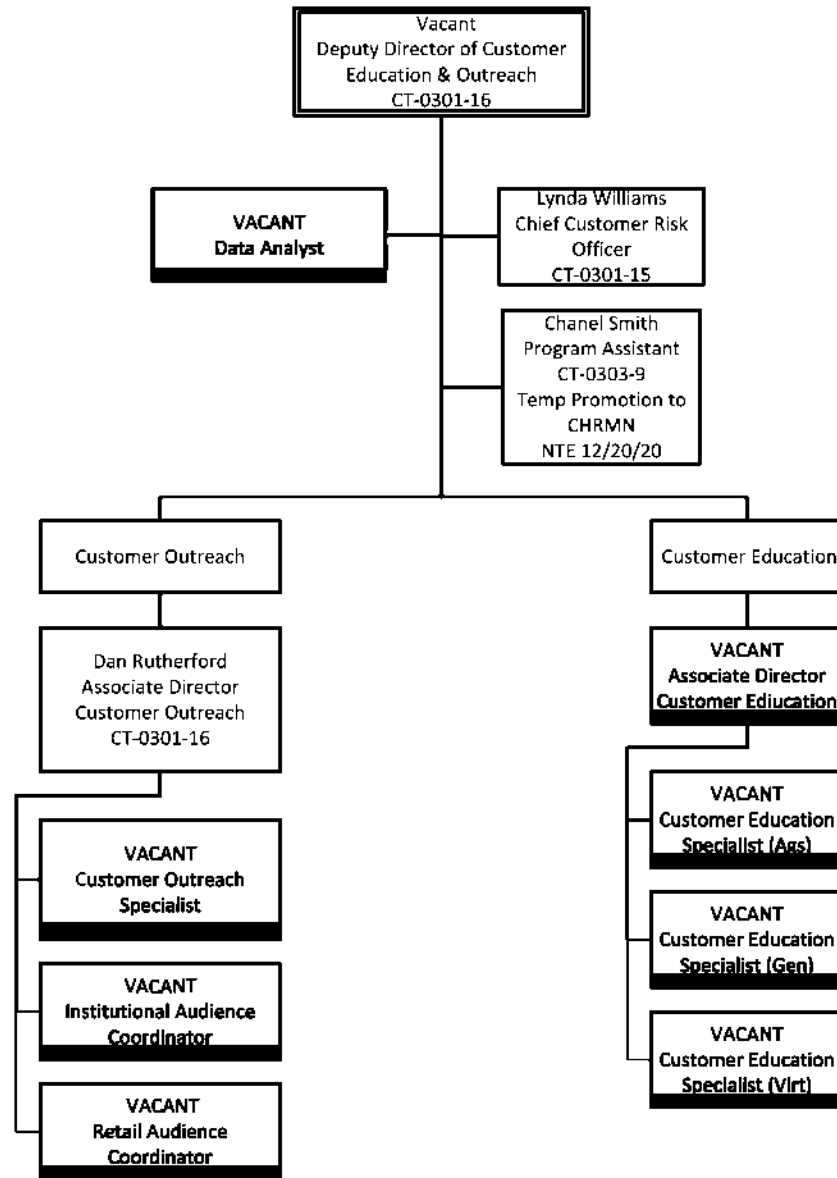 Vacant
Deputy Director of Customer
Education & Outreach
CT-0301-16
VACANT
Data Analyst
Lynda Williams
Chief Customer Risk
Officer
CT-0301-15
Chanel Smith
Program Assistant
CT-0303-9
Temp Promotion to
CHRMN
NTE 12/20/20
Customer Outreach
Customer Education
Dan Rutherford
Associate Director
Customer Outreach
CT-0301-16
VACANT
Associate Director
Customer Ediucation
VACANT
Customer Outreach
Specialist
VACANT
Institutional Audience
Coordinator
VACANT
Retail Audience
Coordinator
VACANT
Customer Education
Specialist (Ags)
VACANT
Customer Education
Specialist (Gen)
VACANT
Customer Education
Specialist (Virt)